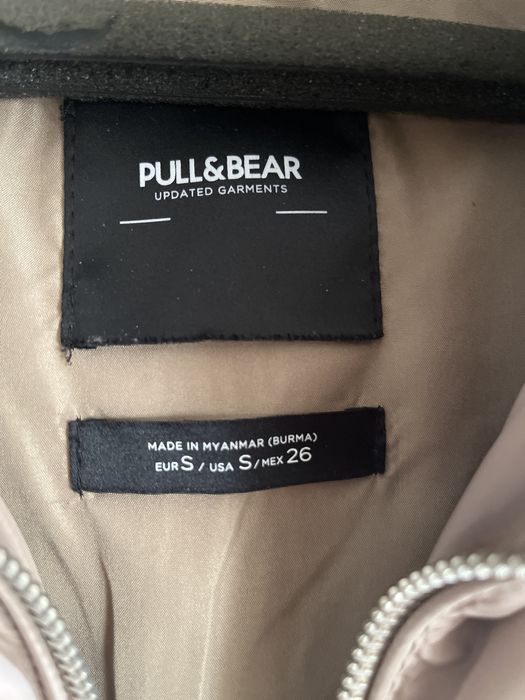 PULL&BEAR
UPDATED GARMENTS
MADE IN MYANMAR (BURMA)
EUR S / USA S/MEX 26